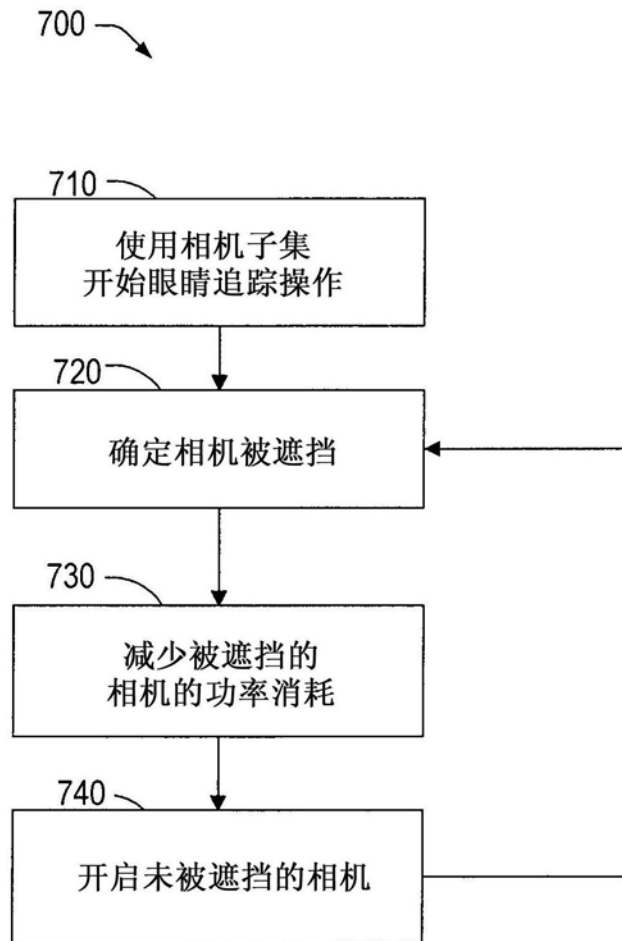 700
710
使用相机子集
开始眼睛追踪操作
720
确定相机被遮挡
730
减少被遮挡的
相机的功率消耗
740
开启未被遮挡的相机